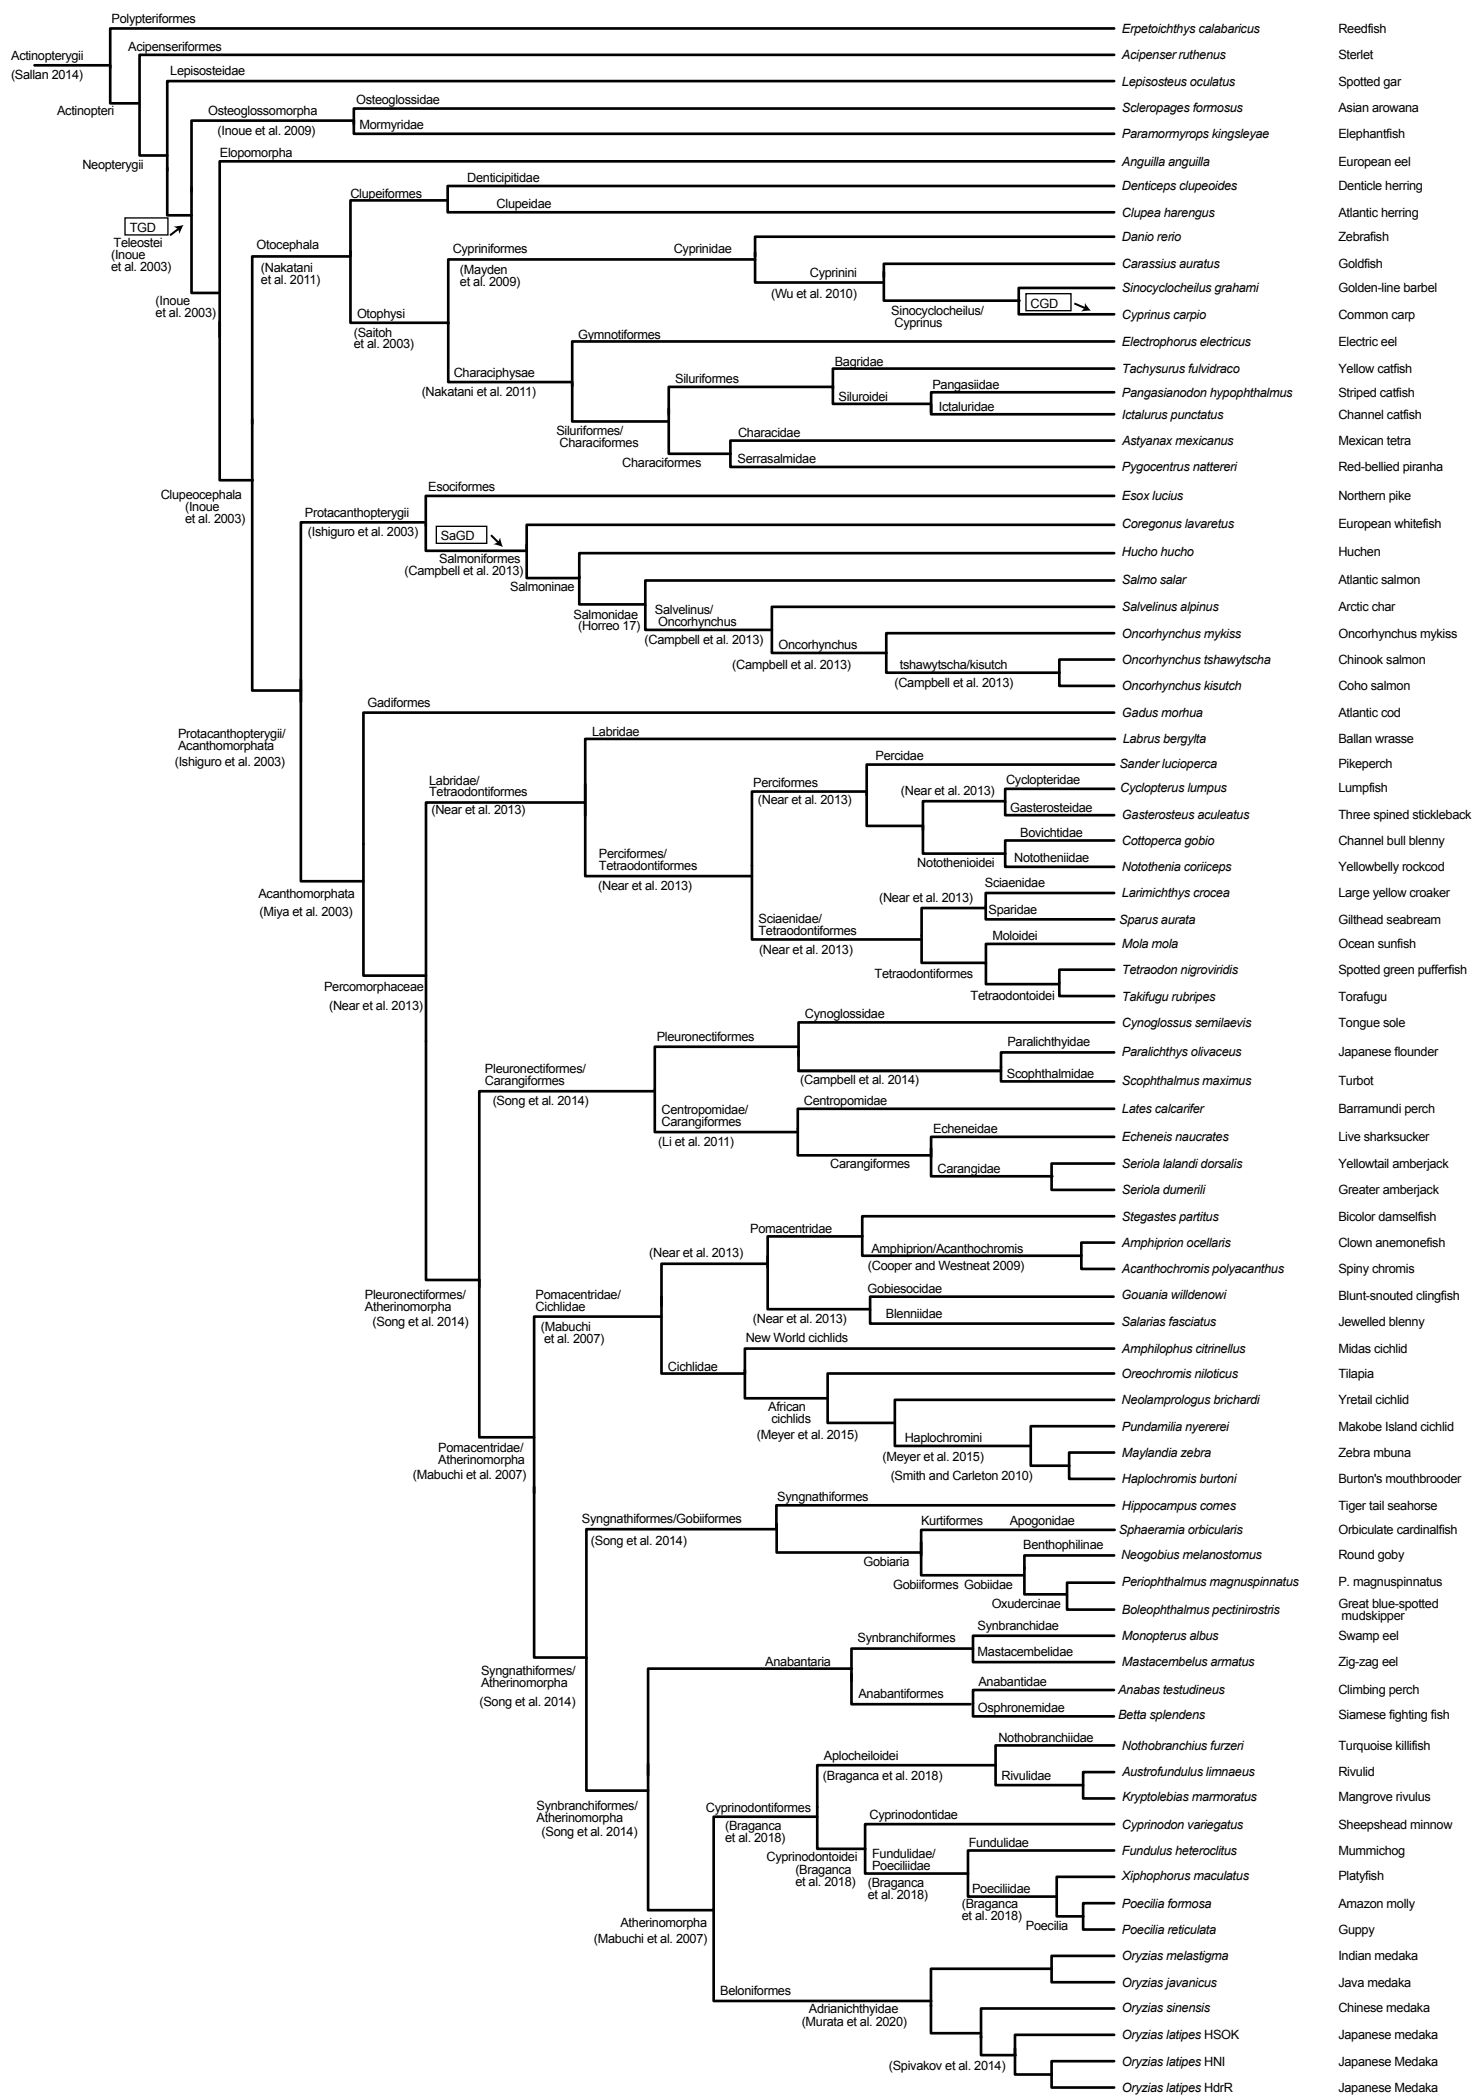 Polypteriformes
Erpetoichthys calabaricus Reedfish
Actinopterygii
(Sallan 2014)
Acipenseriformes
Acipenser ruthenus Sterlet
Actinopteri
Lepisosteidae
Lepisosteus oculatus Spotted gar
Neopterygii
Osteoglossomorpha
(Inoue et al. 2009)
Osteoglossidae
Scleropages formosus Asian arowana
Mormyridae
Paramormyrops kingsleyae Elephantfish
TGD
Teleostei
(Inoue
et al. 2003)
Elopomorpha
Anguilla anguilla European eel
(Inoue
et al. 2003)
Otocephala
(Nakatani
et al. 2011)
Clupeiformes
Denticipitidae
Denticeps clupeoides Denticle herring
Clupeidae
Clupea harengus Atlantic herring
Otophysi
(Saitoh
et al. 2003)
Cypriniformes
(Mayden
et al. 2009)
Cyprinidae
Danio rerio Zebrafish
Cyprinini
(Wu et al. 2010)
Carassius auratus Goldfish
Sinocyclocheilus/
Cyprinus
Sinocyclocheilus grahami Golden-line barbel
CGD
Cyprinus carpio Common carp
Characiphysae
(Nakatani et al. 2011)
Gymnotiformes
Electrophorus electricus Electric eel
Siluriformes/
Characiformes
Siluriformes
Bagridae
Tachysurus fulvidraco Yellow catfish
Siluroidei
Pangasiidae
Pangasianodon hypophthalmus Striped catfish
Ictaluridae
Ictalurus punctatus Channel catfish
Characiformes
Characidae
Astyanax mexicanus Mexican tetra
Serrasalmidae
Pygocentrus nattereri Red-bellied piranha
Clupeocephala
(Inoue
et al. 2003)
Protacanthopterygii
(Ishiguro et al. 2003)
Esociformes
Esox lucius Northern pike
SaGD
Salmoniformes
(Campbell et al. 2013)
Coregonus lavaretus European whitefish
Salmoninae
Hucho hucho Huchen
Salmonidae
(Horreo 17)
Salmo salar Atlantic salmon
Salvelinus/
Oncorhynchus
(Campbell et al. 2013)
Salvelinus alpinus Arctic char
Oncorhynchus
(Campbell et al. 2013)
Oncorhynchus mykiss Oncorhynchus mykiss
tshawytscha/kisutch
(Campbell et al. 2013)
Oncorhynchus tshawytscha Chinook salmon
Oncorhynchus kisutch Coho salmon
Protacanthopterygii/
Acanthomorphata
(Ishiguro et al. 2003)
Gadiformes
Gadus morhua Atlantic cod
Acanthomorphata
(Miya et al. 2003)
Labridae/
Tetraodontiformes
(Near et al. 2013)
Labridae
Labrus bergylta Ballan wrasse
Perciformes/
Tetraodontiformes
(Near et al. 2013)
Perciformes
(Near et al. 2013)
Percidae
Sander lucioperca Pikeperch
(Near et al. 2013)
Cyclopteridae
Cyclopterus lumpus Lumpfish
Gasterosteidae
Gasterosteus aculeatus Three spined stickleback
Notothenioidei
Bovichtidae
Cottoperca gobio Channel bull blenny
Nototheniidae
Notothenia coriiceps Yellowbelly rockcod
Sciaenidae/
Tetraodontiformes
(Near et al. 2013)
(Near et al. 2013)
Sciaenidae
Larimichthys crocea Large yellow croaker
Sparidae
Sparus aurata Gilthead seabream
Tetraodontiformes
Moloidei
Mola mola Ocean sunfish
Tetraodontoidei
Tetraodon nigroviridis Spotted green pufferfish
Takifugu rubripes Torafugu
Percomorphaceae
(Near et al. 2013)
Pleuronectiformes/
Carangiformes
(Song et al. 2014)
Pleuronectiformes
Cynoglossidae
Cynoglossus semilaevis Tongue sole
(Campbell et al. 2014)
Paralichthyidae
Paralichthys olivaceus Japanese flounder
Scophthalmidae
Scophthalmus maximus Turbot
Centropomidae/
Carangiformes
(Li et al. 2011)
Centropomidae
Lates calcarifer Barramundi perch
Carangiformes
Echeneidae
Echeneis naucrates Live sharksucker
Carangidae
Seriola lalandi dorsalis Yellowtail amberjack
Seriola dumerili Greater amberjack
Pleuronectiformes/
Atherinomorpha
(Song et al. 2014)
Pomacentridae/
Cichlidae
(Mabuchi
et al. 2007)
(Near et al. 2013)
Pomacentridae
Stegastes partitus Bicolor damselfish
Amphiprion/Acanthochromis
(Cooper and Westneat 2009)
Amphiprion ocellaris Clown anemonefish
Acanthochromis polyacanthus Spiny chromis
(Near et al. 2013)
Gobiesocidae
Gouania willdenowi Blunt-snouted clingfish
Blenniidae
Salarias fasciatus Jewelled blenny
Cichlidae
New World cichlids
Amphilophus citrinellus Midas cichlid
African
cichlids
(Meyer et al. 2015)
Oreochromis niloticus Tilapia
Neolamprologus brichardi Yretail cichlid
Haplochromini
(Meyer et al. 2015)
(Smith and Carleton 2010)
Pundamilia nyererei Makobe Island cichlid
Maylandia zebra Zebra mbuna
Haplochromis burtoni Burton's mouthbrooder
Pomacentridae/
Atherinomorpha
(Mabuchi et al. 2007)
Syngnathiformes/Gobiiformes
(Song et al. 2014)
Syngnathiformes
Hippocampus comes Tiger tail seahorse
Gobiaria
Kurtiformes Apogonidae
Sphaeramia orbicularis Orbiculate cardinalfish
Gobiiformes Gobiidae
Benthophilinae
Neogobius melanostomus Round goby
Oxudercinae
Periophthalmus magnuspinnatus P. magnuspinnatus
Boleophthalmus pectinirostris Great blue-spotted
mudskipper
Syngnathiformes/
Atherinomorpha
(Song et al. 2014)
Anabantaria
Synbranchiformes
Synbranchidae
Monopterus albus Swamp eel
Mastacembelidae
Mastacembelus armatus Zig-zag eel
Anabantiformes
Anabantidae
Anabas testudineus Climbing perch
Osphronemidae
Betta splendens Siamese fighting fish
Synbranchiformes/
Atherinomorpha
(Song et al. 2014)
Cyprinodontiformes
(Braganca
et al. 2018)
Aplocheiloidei
(Braganca et al. 2018)
Nothobranchiidae
Nothobranchius furzeri Turquoise killifish
Rivulidae
Austrofundulus limnaeus Rivulid
Kryptolebias marmoratus Mangrove rivulus
Cyprinodontoidei
(Braganca
et al. 2018)
Cyprinodontidae
Cyprinodon variegatus Sheepshead minnow
Fundulidae/
Poeciliidae
(Braganca
et al. 2018)
Fundulidae
Fundulus heteroclitus Mummichog
Poeciliidae
(Braganca
et al. 2018)
Xiphophorus maculatus Platyfish
Poecilia
Poecilia formosa Amazon molly
Poecilia reticulata Guppy
Atherinomorpha
(Mabuchi et al. 2007)
Beloniformes
Adrianichthyidae
(Murata et al. 2020)
Oryzias melastigma Indian medaka
Oryzias javanicus Java medaka
Oryzias sinensis Chinese medaka
(Spivakov et al. 2014)
Oryzias latipes HSOK Japanese medaka
Oryzias latipes HNI Japanese Medaka
Oryzias latipes HdrR Japanese Medaka